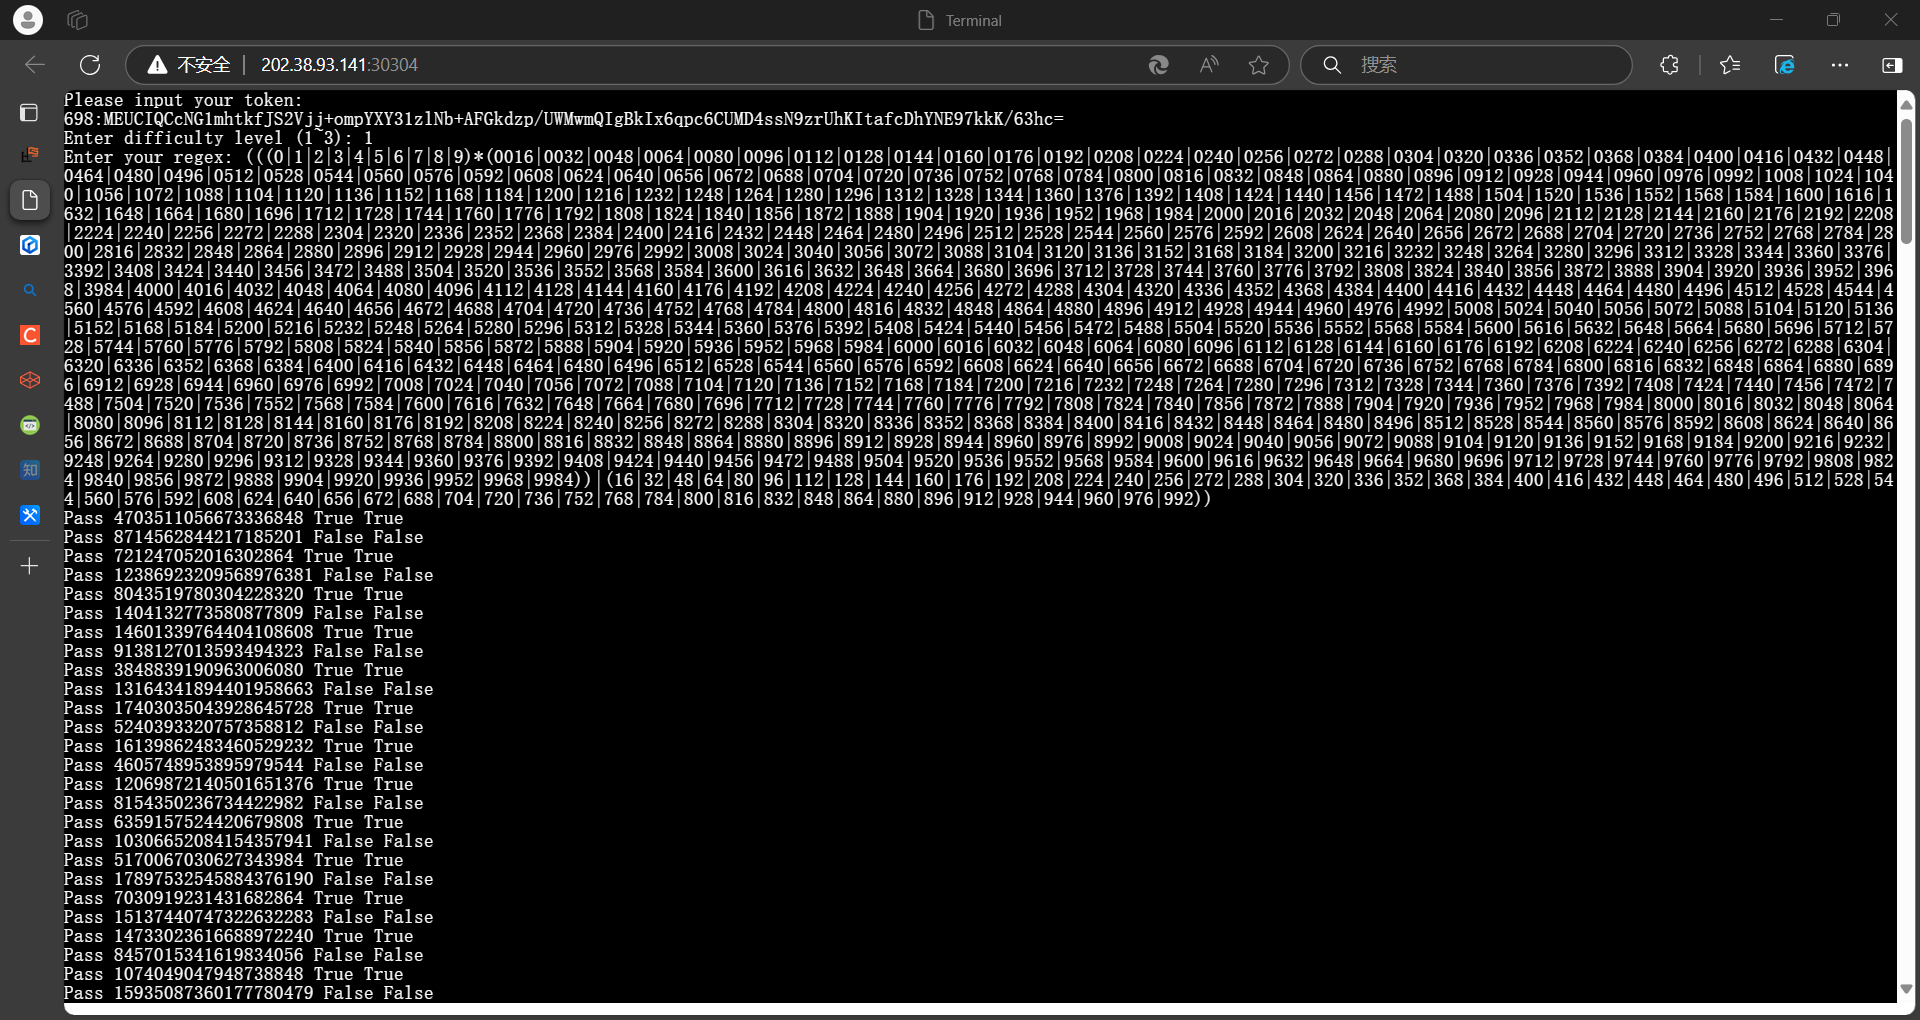 Terminal
不安全 | 202.38.93.141:30304
搜索
Please input your token:
698:MEUCIQCcNG1mhtkfJS2Vjj+ompYXY31zlNb+AFGkdzp/UWMwmQIgBkIx6qpc6CUMD4ssN9zrUhKItafcDhYNE97kkK/63hc=
Enter difficulty level (1~3): 1
Enter your regex: (((0|1|2|3|4|5|6|7|8|9)*(0016|0032|0048|0064|0080|0096|0112|0128|0144|0160|0176|0192|0208|0224|0240|0256|0272|0288|0304|0320|0336|0352|0368|0384|0400|0416|0432|0448|
0464|0480|0496|0512|0528|0544|0560|0576|0592|0608|0624|0640|0656|0672|0688|0704|0720|0736|0752|0768|0784|0800|0816|0832|0848|0864|0880|0896|0912|0928|0944|0960|0976|0992|1008|1024|104
0|1056|1072|1088|1104|1120|1136|1152|1168|1184|1200|1216|1232|1248|1264|1280|1296|1312|1328|1344|1360|1376|1392|1408|1424|1440|1456|1472|1488|1504|1520|1536|1552|1568|1584|1600|1616|1
632|1648|1664|1680|1696|1712|1728|1744|1760|1776|1792|1808|1824|1840|1856|1872|1888|1904|1920|1936|1952|1968|1984|2000|2016|2032|2048|2064|2080|2096|2112|2128|2144|2160|2176|2192|2208
|2224|2240|2256|2272|2288|2304|2320|2336|2352|2368|2384|2400|2416|2432|2448|2464|2480|2496|2512|2528|2544|2560|2576|2592|2608|2624|2640|2656|2672|2688|2704|2720|2736|2752|2768|2784|28
00|2816|2832|2848|2864|2880|2896|2912|2928|2944|2960|2976|2992|3008|3024|3040|3056|3072|3088|3104|3120|3136|3152|3168|3184|3200|3216|3232|3248|3264|3280|3296|3312|3328|3344|3360|3376|
3392|3408|3424|3440|3456|3472|3488|3504|3520|3536|3552|3568|3584|3600|3616|3632|3648|3664|3680|3696|3712|3728|3744|3760|3776|3792|3808|3824|3840|3856|3872|3888|3904|3920|3936|3952|396
8|3984|4000|4016|4032|4048|4064|4080|4096|4112|4128|4144|4160|4176|4192|4208|4224|4240|4256|4272|4288|4304|4320|4336|4352|4368|4384|4400|4416|4432|4448|4464|4480|4496|4512|4528|4544|4
560|4576|4592|4608|4624|4640|4656|4672|4688|4704|4720|4736|4752|4768|4784|4800|4816|4832|4848|4864|4880|4896|4912|4928|4944|4960|4976|4992|5008|5024|5040|5056|5072|5088|5104|5120|5136
|5152|5168|5184|5200|5216|5232|5248|5264|5280|5296|5312|5328|5344|5360|5376|5392|5408|5424|5440|5456|5472|5488|5504|5520|5536|5552|5568|5584|5600|5616|5632|5648|5664|5680|5696|5712|57
28|5744|5760|5776|5792|5808|5824|5840|5856|5872|5888|5904|5920|5936|5952|5968|5984|6000|6016|6032|6048|6064|6080|6096|6112|6128|6144|6160|6176|6192|6208|6224|6240|6256|6272|6288|6304|
6320|6336|6352|6368|6384|6400|6416|6432|6448|6464|6480|6496|6512|6528|6544|6560|6576|6592|6608|6624|6640|6656|6672|6688|6704|6720|6736|6752|6768|6784|6800|6816|6832|6848|6864|6880|689
6|6912|6928|6944|6960|6976|6992|7008|7024|7040|7056|7072|7088|7104|7120|7136|7152|7168|7184|7200|7216|7232|7248|7264|7280|7296|7312|7328|7344|7360|7376|7392|7408|7424|7440|7456|7472|7
488|7504|7520|7536|7552|7568|7584|7600|7616|7632|7648|7664|7680|7696|7712|7728|7744|7760|7776|7792|7808|7824|7840|7856|7872|7888|7904|7920|7936|7952|7968|7984|8000|8016|8032|8048|8064
|8080|8096|8112|8128|8144|8160|8176|8192|8208|8224|8240|8256|8272|8288|8304|8320|8336|8352|8368|8384|8400|8416|8432|8448|8464|8480|8496|8512|8528|8544|8560|8576|8592|8608|8624|8640|86
56|8672|8688|8704|8720|8736|8752|8768|8784|8800|8816|8832|8848|8864|8880|8896|8912|8928|8944|8960|8976|8992|9008|9024|9040|9056|9072|9088|9104|9120|9136|9152|9168|9184|9200|9216|9232|
9248|9264|9280|9296|9312|9328|9344|9360|9376|9392|9408|9424|9440|9456|9472|9488|9504|9520|9536|9552|9568|9584|9600|9616|9632|9648|9664|9680|9696|9712|9728|9744|9760|9776|9792|9808|982
4|9840|9856|9872|9888|9904|9920|9936|9952|9968|9984))|(16|32|48|64|80|96|112|128|144|160|176|192|208|224|240|256|272|288|304|320|336|352|368|384|400|416|432|448|464|480|496|512|528|54
4|560|576|592|608|624|640|656|672|688|704|720|736|752|768|784|800|816|832|848|864|880|896|912|928|944|960|976|992))
Pass 4703511056673336848 True True
Pass 8714562844217185201 False False
Pass 721247052016302864 True True
Pass 12386923209568976381 False False
Pass 8043519780304228320 True True
Pass 1404132773580877809 False False
Pass 14601339764404108608 True True
Pass 9138127013593494323 False False
Pass 3848839190963006080 True True
Pass 13164341894401958663 False False
Pass 17403035043928645728 True True
Pass 5240393320757358812 False False
Pass 16139862483460529232 True True
Pass 4605748953895979544 False False
Pass 12069872140501651376 True True
Pass 8154350236734422982 False False
Pass 6359157524420679808 True True
Pass 10306652084154357941 False False
Pass 5170067030627343984 True True
Pass 17897532545884376190 False False
Pass 7030919231431682864 True True
Pass 15137440747322632283 False False
Pass 14733023616688972240 True True
Pass 8457015341619834056 False False
Pass 1074049047948738848 True True
Pass 15935087360177780479 False False